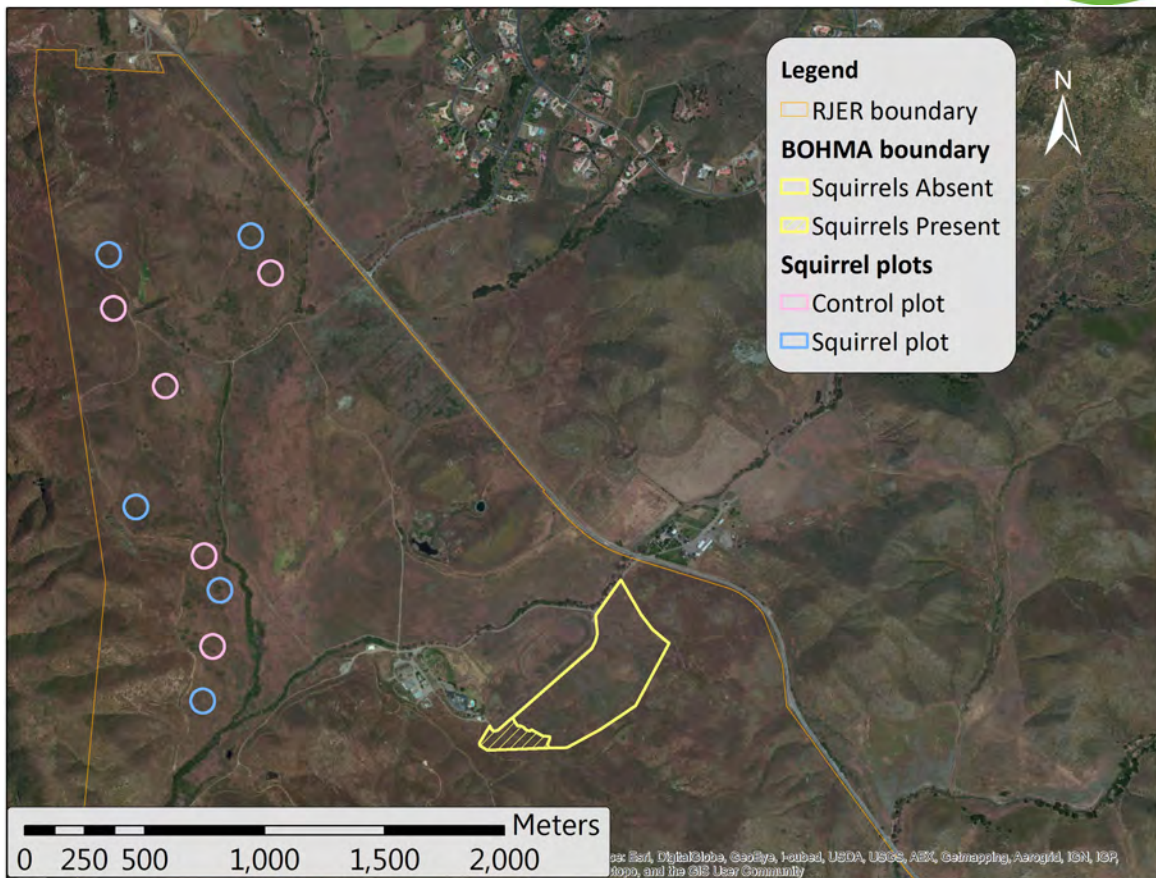 Legend
RJER boundary
BOHMA boundary
Squirrels Absent
Squirrels Present
Squirrel plots
Control plot
Squirrel plot
N
Meters
0 250 500 1,000 1,500 2,000
Esri, DigitalGlobe, GeoEye, i-cubed, USDA, USGS, AEX, Getmapping, Aerogrid, IGN, IGP,
and the GIS User Community